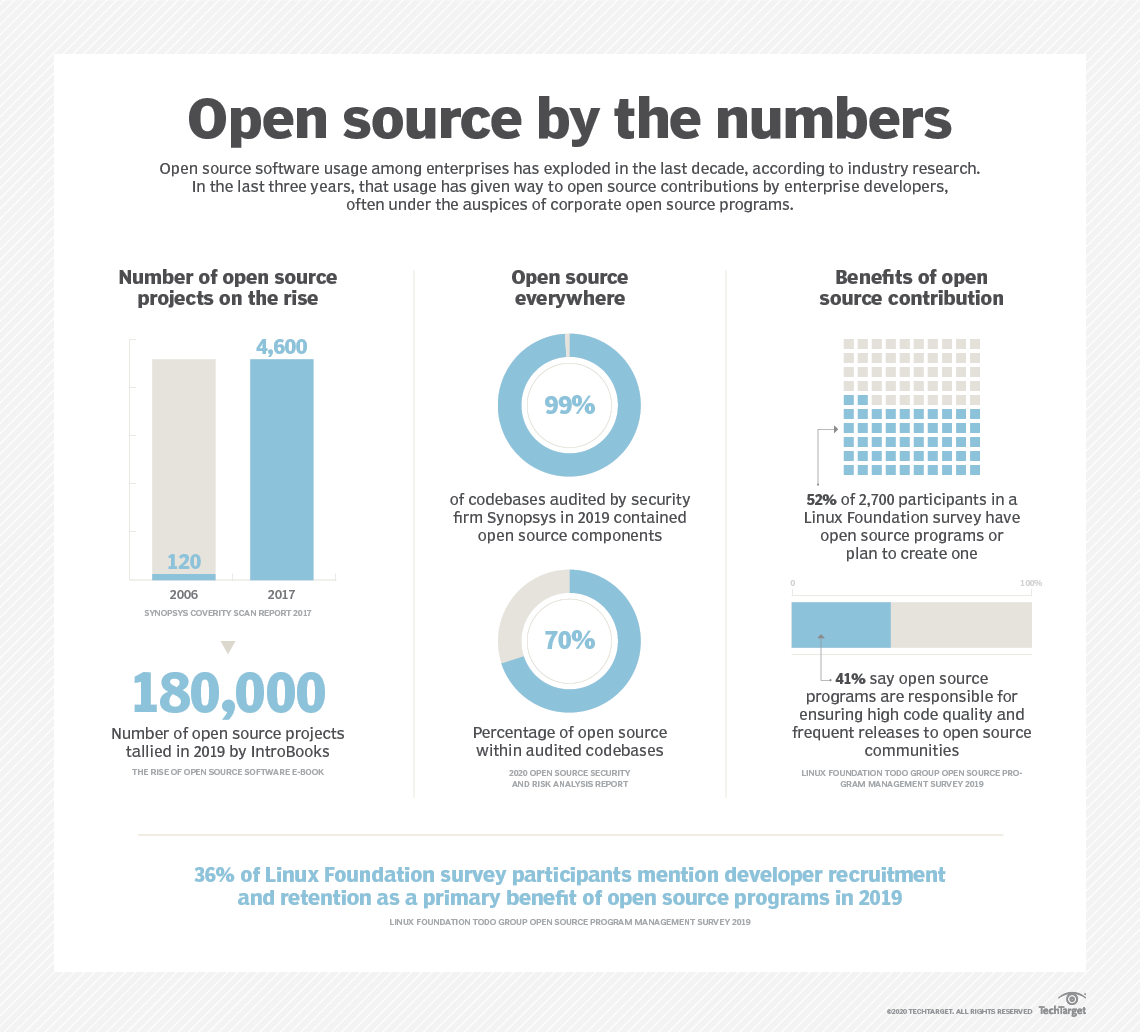 Open source by the numbers
Open source software usage among enterprises has exploded in the last decade, according to industry research.
In the last three years, that usage has given way to open source contributions by enterprise developers,
often under the auspices of corporate open source programs.
Number of open source
projects on the rise
4,600
120
2006
2017
SYNOPSYS COVERITY SCAN REPORT 2017
180,000
Number of open source projects
tallied in 2019 by IntroBooks
THE RISE OF OPEN SOURCE SOFTWARE E-BOOK
Open source
everywhere
99%
of codebases audited by security
firm Synopsys in 2019 contained
open source components
70%
Percentage of open source
within audited codebases
2020 OPEN SOURCE SECURITY
AND RISK ANALYSIS REPORT
Benefits of open
source contribution
52% of 2,700 participants in a
Linux Foundation survey have
open source programs or
plan to create one
0
100%
41% say open source
programs are responsible for
ensuring high code quality and
frequent releases to open source
communities
LINUX FOUNDATION TODO GROUP OPEN SOURCE PRO-
GRAM MANAGEMENT SURVEY 2019
36% of Linux Foundation survey participants mention developer recruitment
and retention as a primary benefit of open source programs in 2019
LINUX FOUNDATION TODO GROUP OPEN SOURCE PROGRAM MANAGEMENT SURVEY 2019
©2020 TECHTARGET. ALL RIGHTS RESERVED
TechTarget